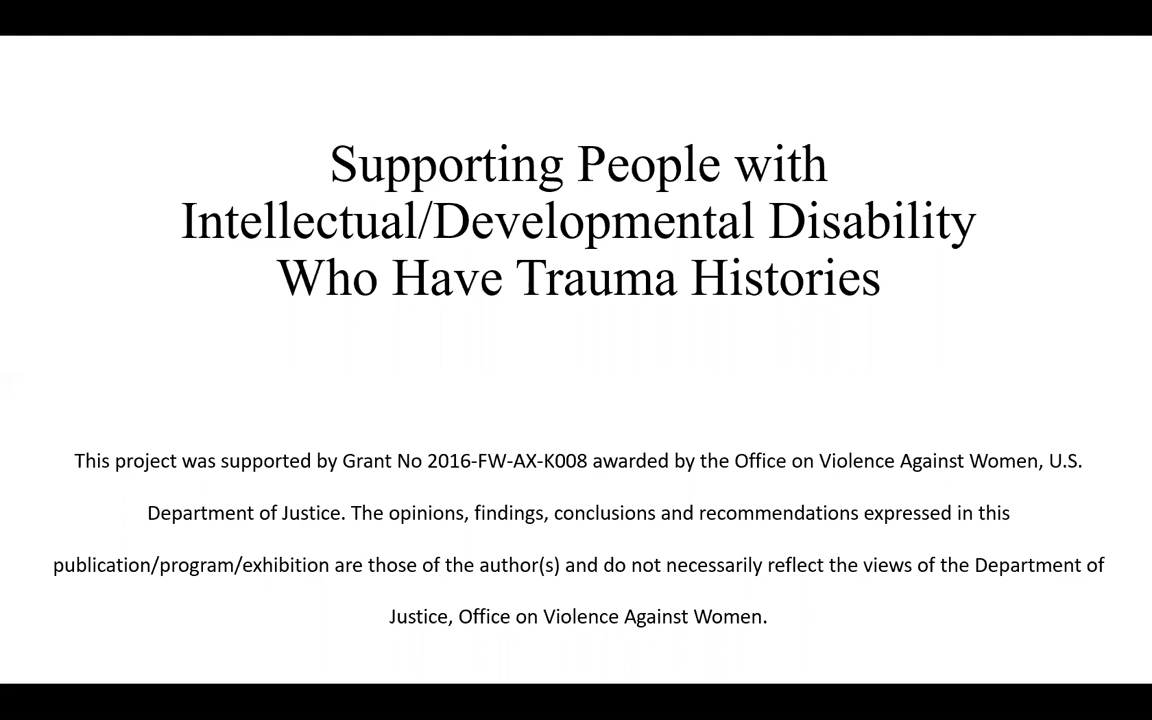 Supporting People with
Intellectual/Developmental Disability
Who Have Trauma Histories
This project was supported by Grant No 2016-FW-AX-K008 awarded by the Office on Violence Against Women, U.S.
Department of Justice. The opinions, findings, conclusions and recommendations expressed in this
publication/program/exhibition are those of the author(s) and do not necessarily reflect the views of the Department of
Justice, Office on Violence Against Women.